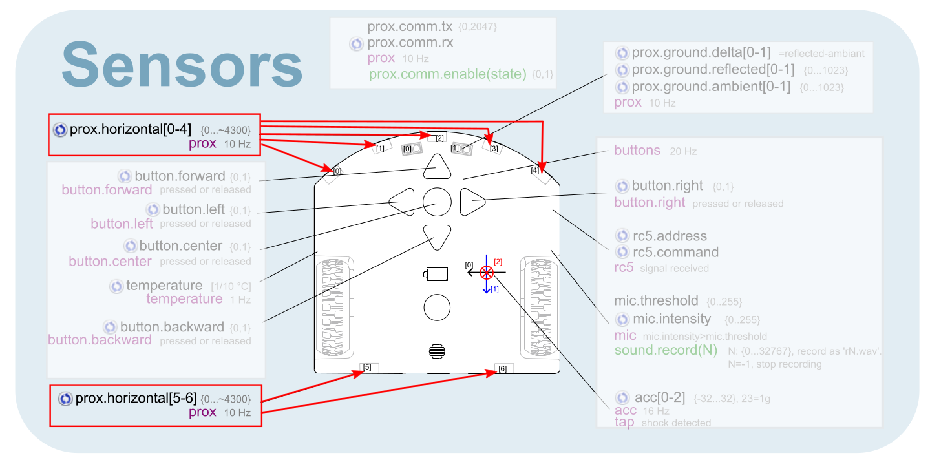 Sensors
prox.comm.tx {0.2047}
prox.comm.rx
prox 10 Hz
prox.comm.enable(state) {0,1}
prox.ground.delta[0-1] =reflected-ambiant
prox.ground.reflected[0-1] {0...1023}
prox.ground.ambient[0-1] {0...1023}
prox 10 Hz
prox.horizontal[0-4] {0...~4300}
prox 10 Hz
button.forward {0,1}
button.forward pressed or released
button.left {0,1}
button.left pressed or released
button.center {0,1}
button.center pressed or released
temperature [1/10 °C]
temperature 1 Hz
button.backward {0,1}
button.backward pressed or released
prox.horizontal[5-6] {0...~4300}
prox 10 Hz
[0]
[1]
[0]
[2]
[1]
[3]
[4]
[0]
[2]
[1]
[5]
[6]
buttons 20 Hz
button.right {0,1}
button.right pressed or released
rc5.address
rc5.command
rc5 signal received
mic.threshold {0..255}
mic.intensity {0..255}
mic mic.intensity>mic.threshold
sound.record(N) N: {0...32767}, record as 'rN.wav'.
N=-1: stop recording
acc[0-2] {-32...32}, 23=1g
acc 16 Hz
tap shock detected